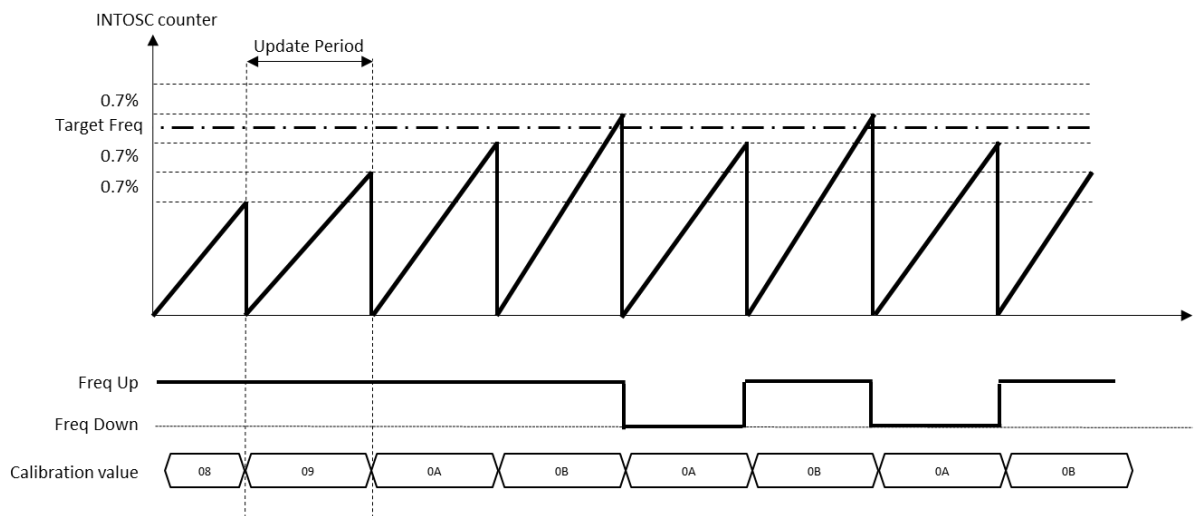 INTOSC counter
Update Period
0.7%
Target Freq
0.7%
0.7%
Freq Up
Freq Down
Calibration value 08 09 0A 0B 0A 0B 0A 0B